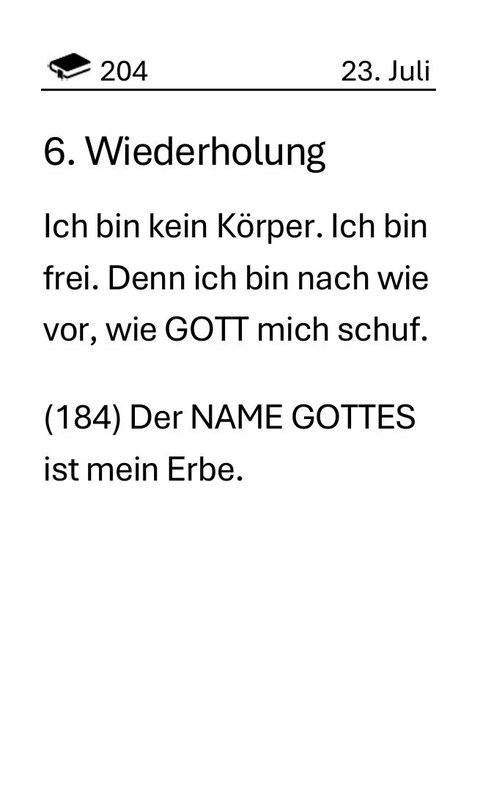 204 23. Juli
6. Wiederholung
Ich bin kein Körper. Ich bin
frei. Denn ich bin nach wie
vor, wie GOTT mich schuf.
(184) Der NAME GOTTES
ist mein Erbe.